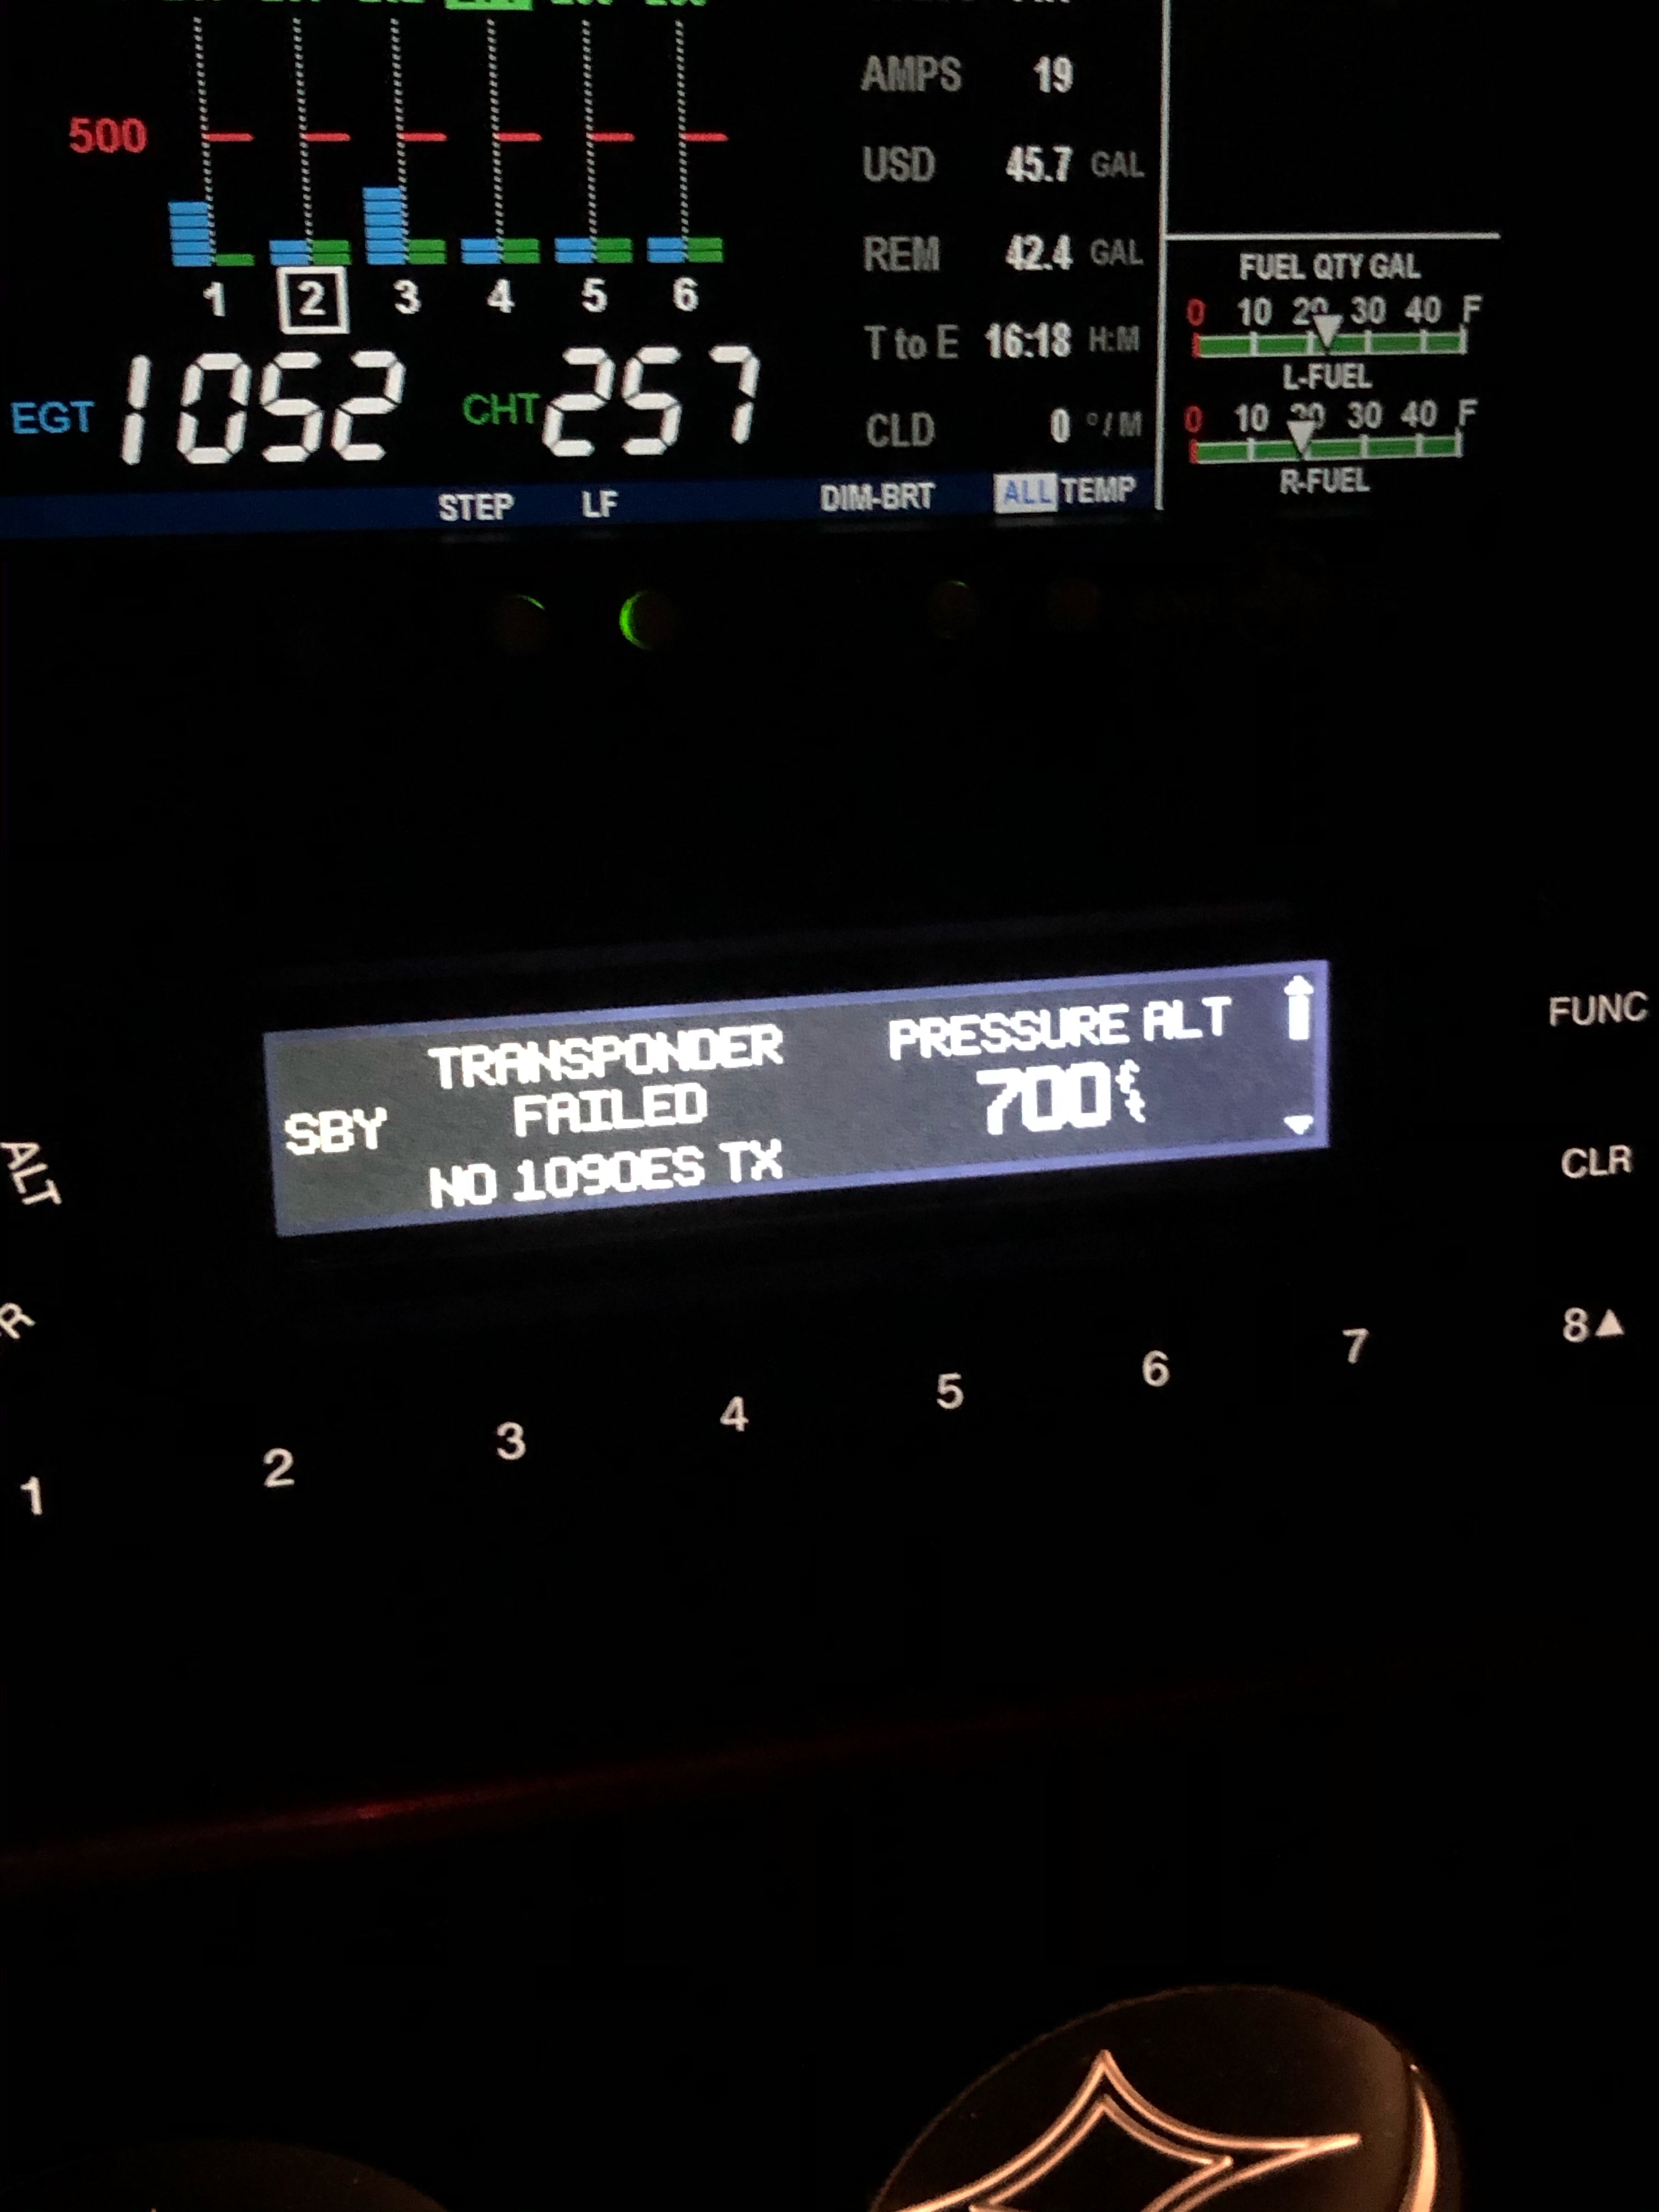 AMPS 19
500
USD 45.7 GAL
REM 42.4 GAL
FUEL QTY GAL
1 2 3 4 5 6
0 10 20 30 40 F
T to E 16:18 H:M
L-FUEL
EGT 1052 CHT 257
CLD 0 °/M
0 10 20 30 40 F
R-FUEL
STEP LF DIM-BRT ALL TEMP
TRANSPONDER
FAILED
SBY
NO 1090ES TX
PRESSURE ALT
700ft
FUNC
ALT
CLR
R
1 2 3 4 5 6 7 8▲